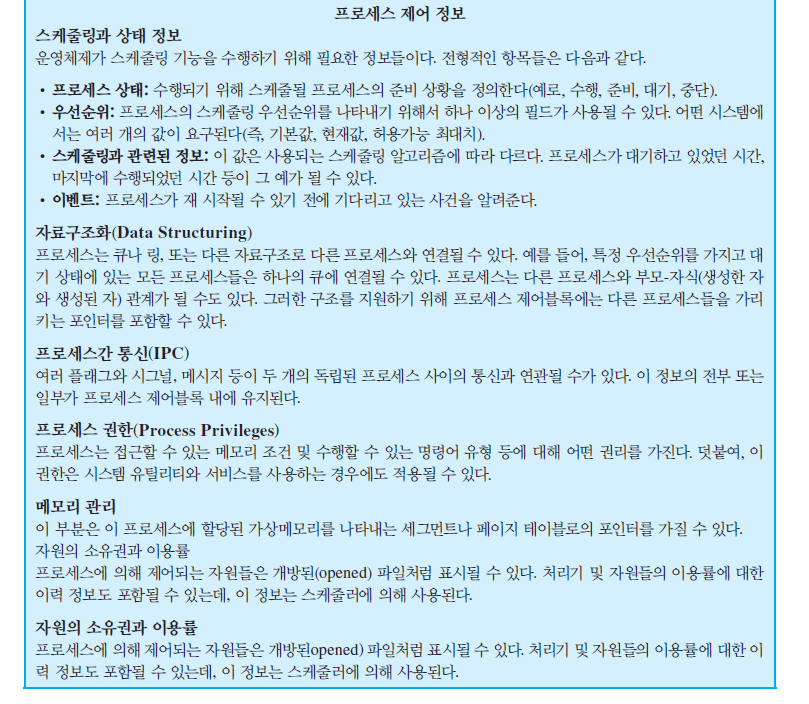 프로세스 제어 정보
스케줄링과 상태 정보
운영체제가 스케줄링 기능을 수행하기 위해 필요한 정보들이다. 전형적인 항목들은 다음과 같다.
• 프로세스 상태: 수행되기 위해 스케줄될 프로세스의 준비 상황을 정의한다(예로, 수행, 준비, 대기, 중단).
• 우선순위: 프로세스의 스케줄링 우선순위를 나타내기 위해서 하나 이상의 필드가 사용될 수 있다. 어떤 시스템에
서는 여러 개의 값이 요구된다(즉, 기본값, 현재값, 허용가능 최대치).
• 스케줄링과 관련된 정보: 이 값은 사용되는 스케줄링 알고리즘에 따라 다르다. 프로세스가 대기하고 있었던 시간,
마지막에 수행되었던 시간 등이 그 예가 될 수 있다.
• 이벤트: 프로세스가 재 시작될 수 있기 전에 기다리고 있는 사건을 알려준다.
자료구조화(Data Structuring)
프로세스는 큐나 링, 또는 다른 자료구조로 다른 프로세스와 연결될 수 있다. 예를 들어, 특정 우선순위를 가지고 대
기 상태에 있는 모든 프로세스들은 하나의 큐에 연결될 수 있다. 프로세스는 다른 프로세스와 부모-자식(생성한 자
와 생성된 자) 관계가 될 수도 있다. 그러한 구조를 지원하기 위해 프로세스 제어블록에는 다른 프로세스들을 가리
키는 포인터를 포함할 수 있다.
프로세스간 통신(IPC)
여러 플래그와 시그널, 메시지 등이 두 개의 독립된 프로세스 사이의 통신과 연관될 수가 있다. 이 정보의 전부 또는
일부가 프로세스 제어블록 내에 유지된다.
프로세스 권한(Process Privileges)
프로세스는 접근할 수 있는 메모리 조건 및 수행할 수 있는 명령어 유형 등에 대해 어떤 권리를 가진다. 덧붙여, 이
권한은 시스템 유틸리티와 서비스를 사용하는 경우에도 적용될 수 있다.
메모리 관리
이 부분은 이 프로세스에 할당된 가상메모리를 나타내는 세그먼트나 페이지 테이블로의 포인터를 가질 수 있다.
자원의 소유권과 이용률
프로세스에 의해 제어되는 자원들은 개방된(opened) 파일처럼 표시될 수 있다. 처리기 및 자원들의 이용률에 대한
이력 정보도 포함될 수 있는데, 이 정보는 스케줄러에 의해 사용된다.
자원의 소유권과 이용률
프로세스에 의해 제어되는 자원들은 개방된opened) 파일처럼 표시될 수 있다. 처리기 및 자원들의 이용률에 대한 이
력 정보도 포함될 수 있는데, 이 정보는 스케줄러에 의해 사용된다.